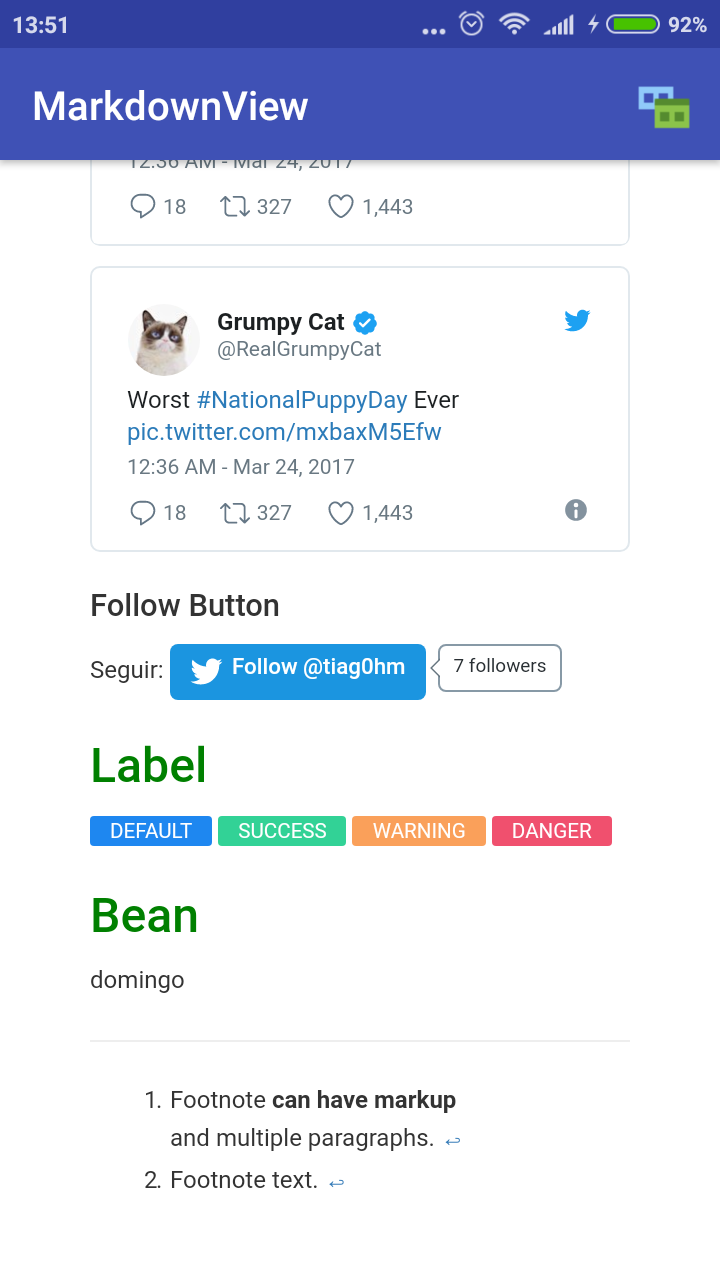 13:51
92%
MarkdownView
12:36 AM - Mar 24, 2017
18 327 1,443
Grumpy Cat
@RealGrumpyCat
Worst #NationalPuppyDay Ever
pic.twitter.com/mxbaxM5Efw
12:36 AM - Mar 24, 2017
18 327 1,443
Follow Button
Seguir: Follow @tiag0hm 7 followers
Label
DEFAULT SUCCESS WARNING DANGER
Bean
domingo
1. Footnote can have markup
and multiple paragraphs. ↩
2. Footnote text. ↩